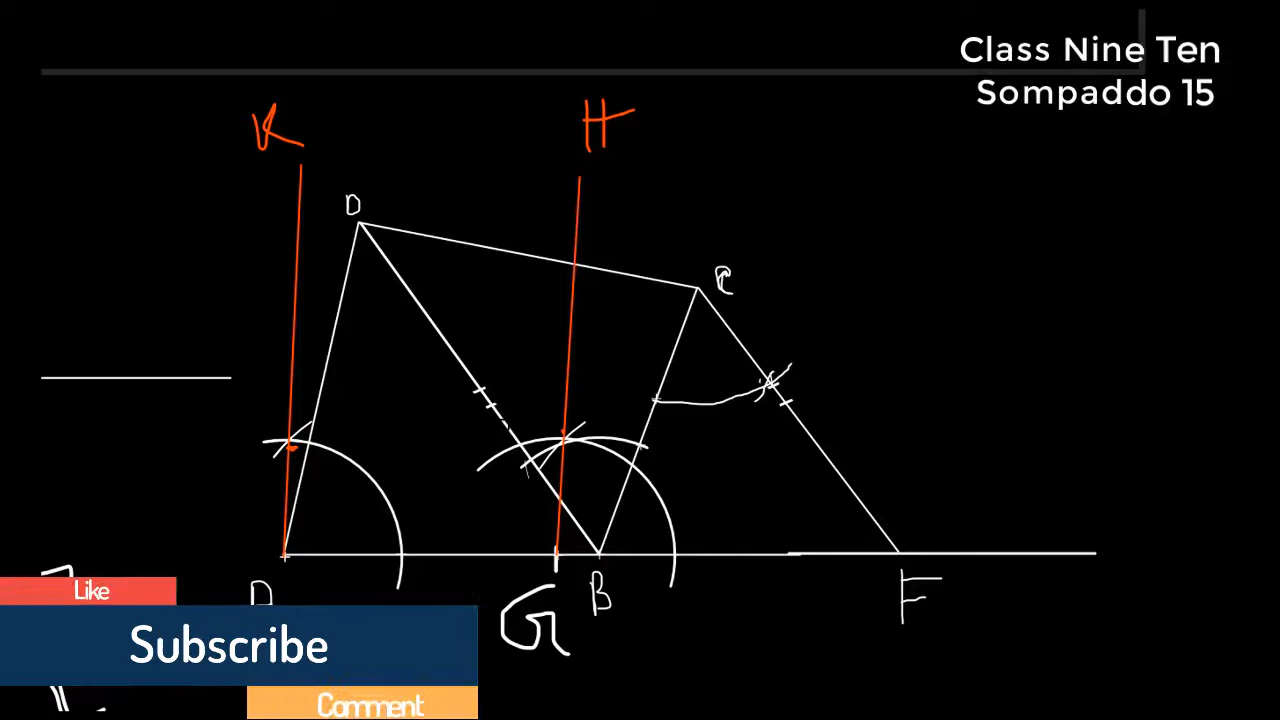 Class Nine Ten
Sompaddo 15
K
H
D
C
A
G
B
F
Like
Subscribe
Comment